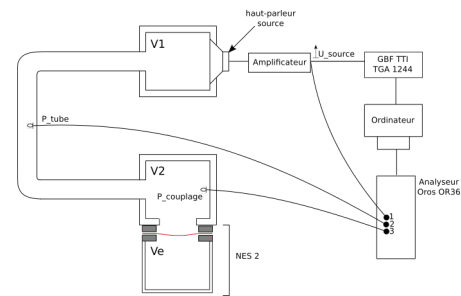 haut-parleur
source
V1
U_source
Amplificateur
GBF TTI
TGA 1244
P_tube
Ordinateur
V2
P_couplage
Analyseur
Oros OR36
1
2
3
Ve
NES 2